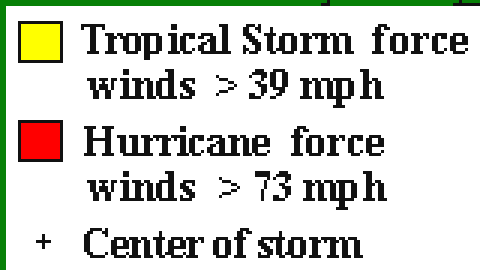 Tropical Storm force
winds > 39 mph
Hurricane force
winds > 73 mph
+ Center of storm